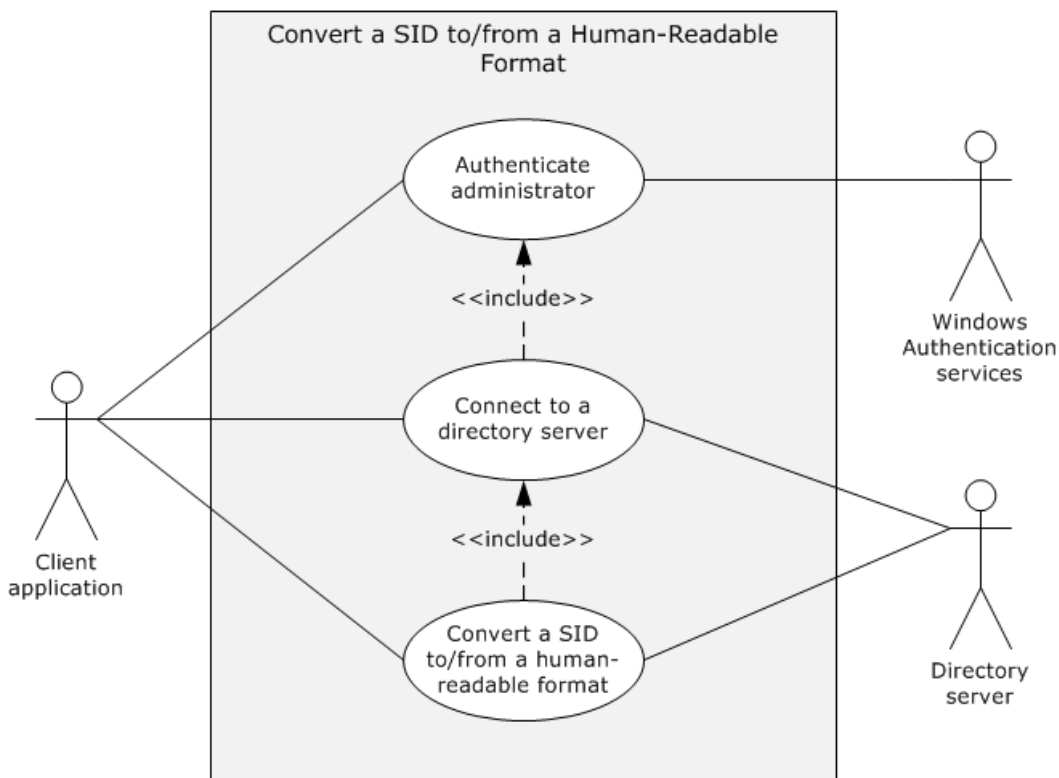 Convert a SID to/from a Human-Readable
Format
Authenticate
administrator
<<include>>
Windows
Authentication
services
Connect to a
directory server
<<include>>
Client
application
Convert a SID
to/from a human-
readable format
Directory
server